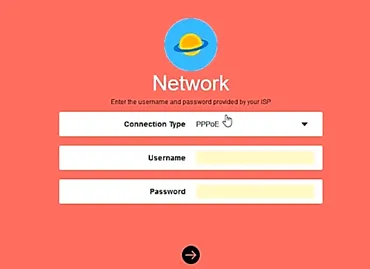 Network
Enter the username and password provided by your ISP
Connection Type PPPoE
Username
Password